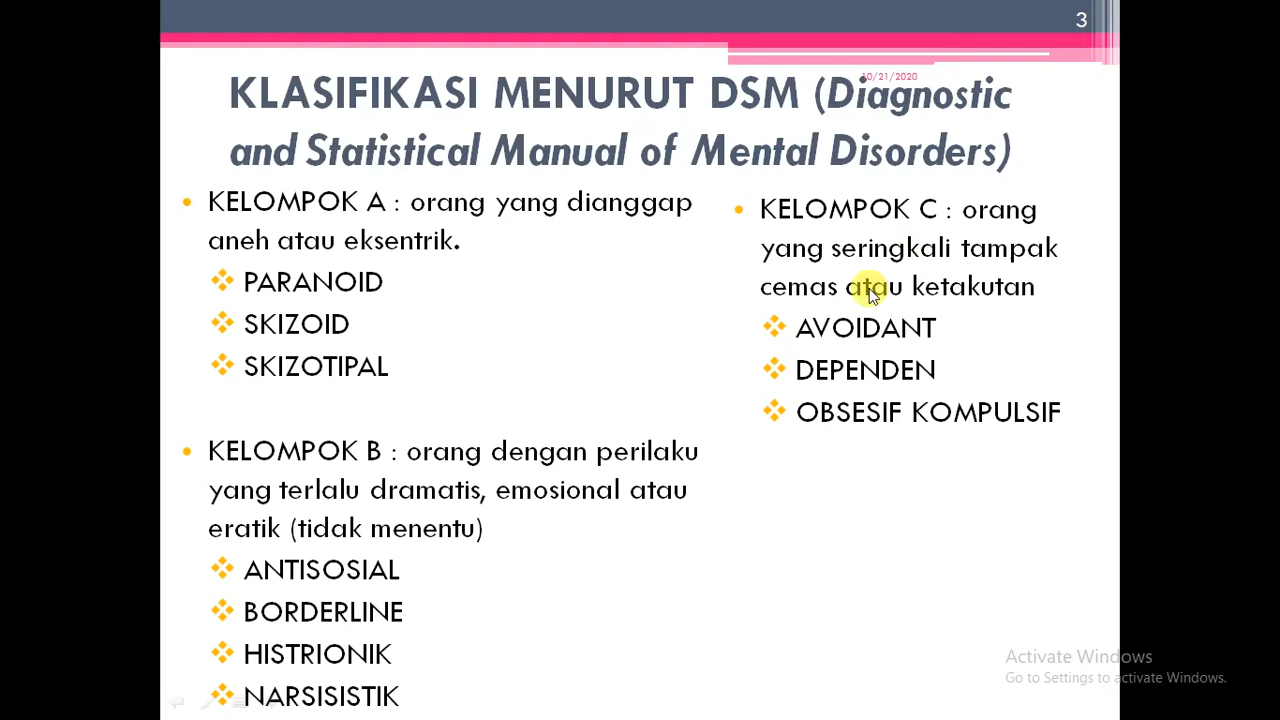 3
10/21/2020
KLASIFIKASI MENURUT DSM (Diagnostic
and Statistical Manual of Mental Disorders)
KELOMPOK A : orang yang dianggap
aneh atau eksentrik.
PARANOID
SKIZOID
SKIZOTIPAL
KELOMPOK B : orang dengan perilaku
yang terlalu dramatis, emosional atau
eratik (tidak menentu)
ANTISOSIAL
BORDERLINE
HISTRIONIK
NARSISISTIK
KELOMPOK C : orang
yang seringkali tampak
cemas atau ketakutan
AVOIDANT
DEPENDEN
OBSESIF KOMPULSIF
Activate Windows
Go to Settings to activate Windows.